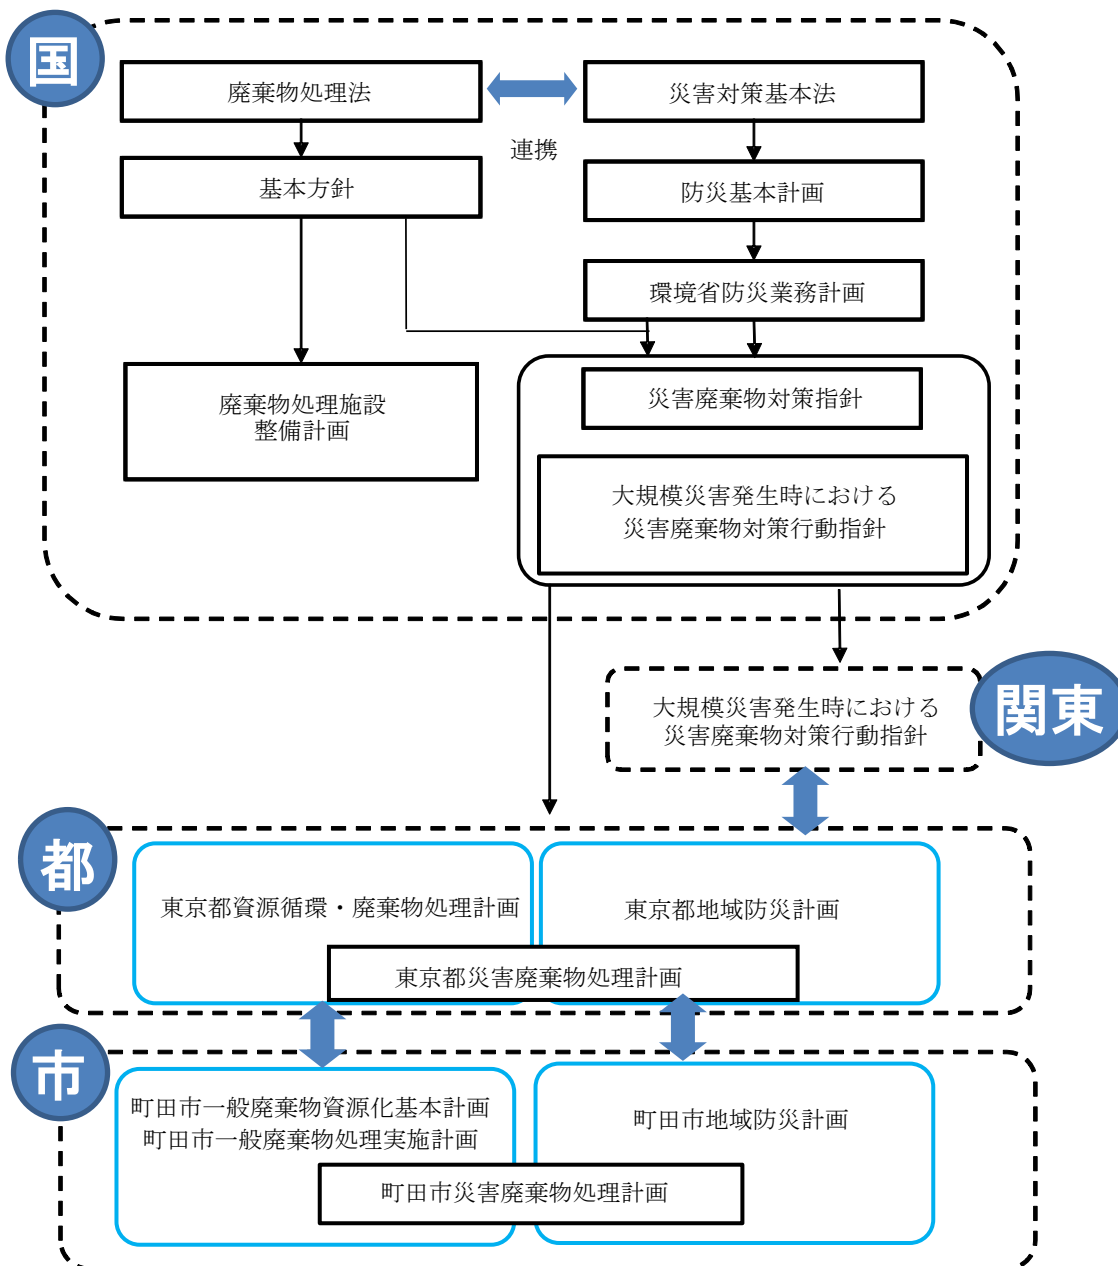 国
廃棄物処理法
災害対策基本法
連携
基本方針
防災基本計画
環境省防災業務計画
廃棄物処理施設
整備計画
災害廃棄物対策指針
大規模災害発生時における
災害廃棄物対策行動指針
関東
大規模災害発生時における
災害廃棄物対策行動指針
都
東京都資源循環・廃棄物処理計画
東京都地域防災計画
東京都災害廃棄物処理計画
市
町田市一般廃棄物資源化基本計画
町田市一般廃棄物処理実施計画
町田市地域防災計画
町田市災害廃棄物処理計画